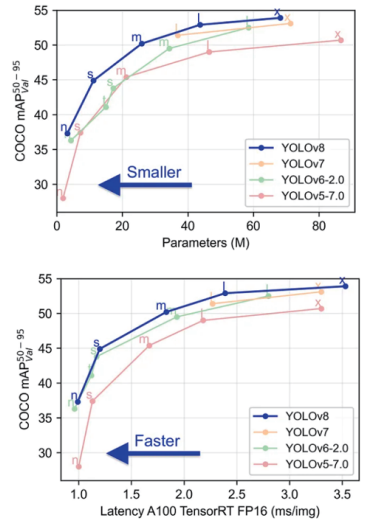 55
50
45
40
35
30
COCO mAP50–95 Val
n
s
m
l
x
l
x
s
m
l
n
s
m
l
x
Smaller
YOLOv8
YOLOv7
YOLOv6-2.0
YOLOv5-7.0
0 20 40 60 80
Parameters (M)
55
50
45
40
35
30
COCO mAP50–95 Val
n
s
m
l
x
l
x
n
s
m
l
n
s
m
l
x
Faster
YOLOv8
YOLOv7
YOLOv6-2.0
YOLOv5-7.0
1.0 1.5 2.0 2.5 3.0 3.5
Latency A100 TensorRT FP16 (ms/img)